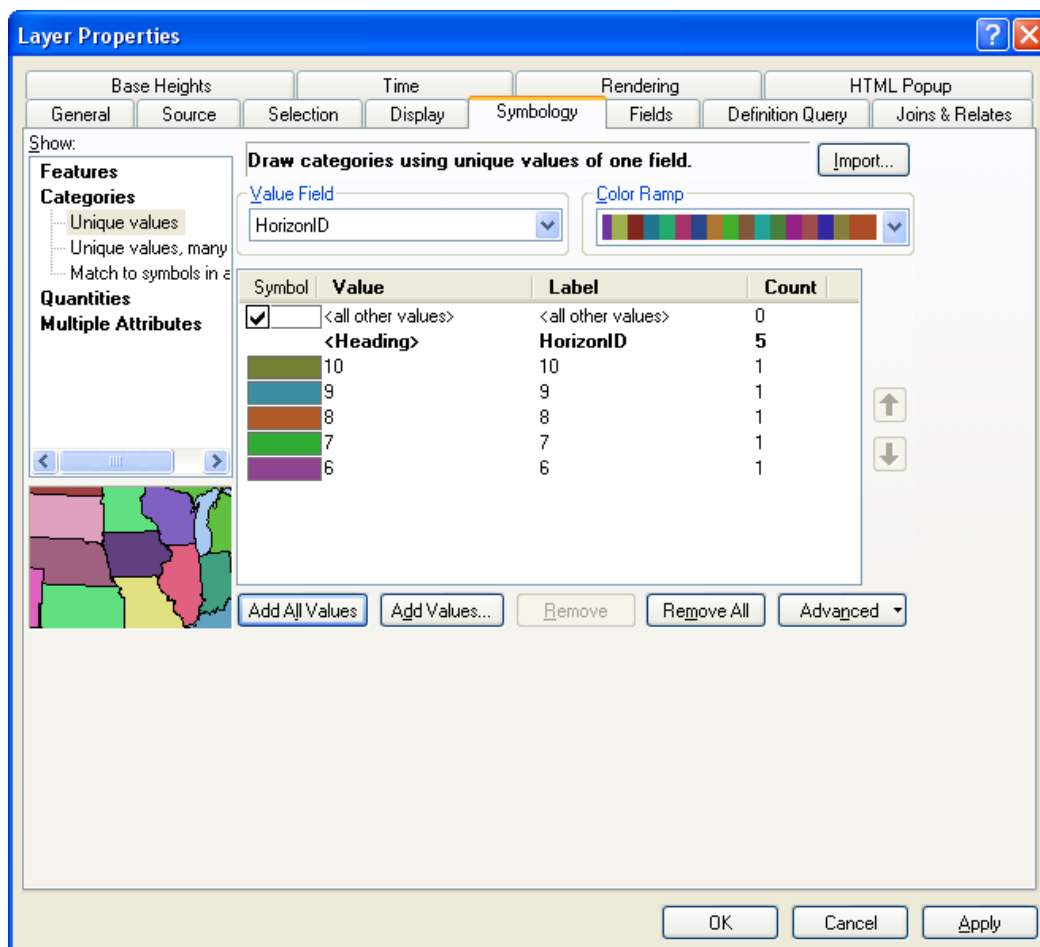 Layer Properties
Base Heights Time Rendering HTML Popup
General Source Selection Display Symbology Fields Definition Query Joins & Relates
Show:
Features
Categories
Unique values
Unique values, many
Match to symbols in a
Quantities
Multiple Attributes
Draw categories using unique values of one field.
Import...
Value Field
HorizonID
Color Ramp
Symbol Value Label Count
<all other values> <all other values> 0
<Heading> HorizonID 5
10 10 1
9 9 1
8 8 1
7 7 1
6 6 1
Add All Values Add Values... Remove Remove All Advanced
OK Cancel Apply